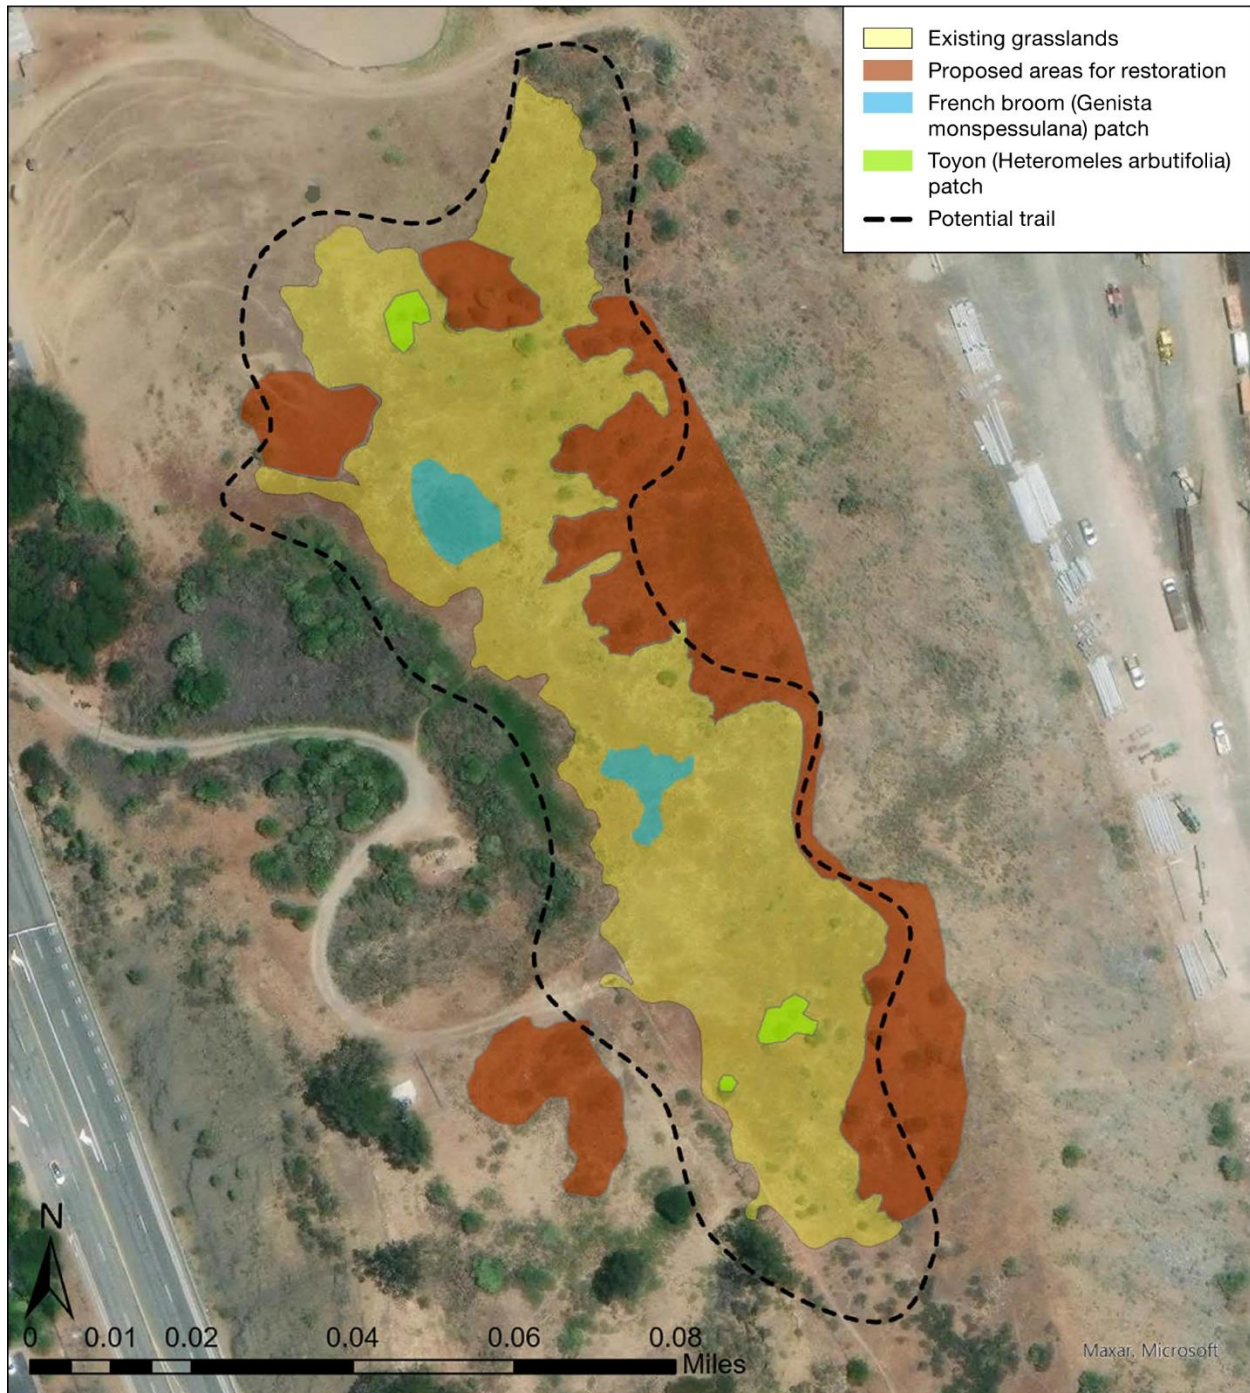 Existing grasslands
Proposed areas for restoration
French broom (Genista
monspessulana) patch
Toyon (Heteromeles arbutifolia)
patch
Potential trail
N
0 0.01 0.02 0.04 0.06 0.08
Miles
Maxar, Microsoft